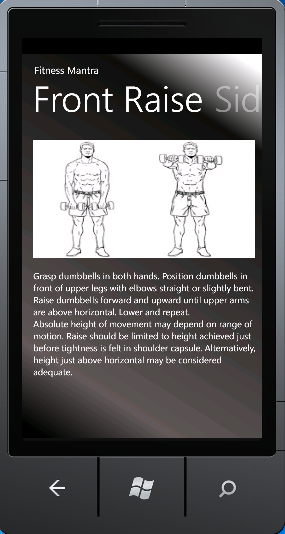 Fitness Mantra
Front Raise Sid
Grasp dumbbells in both hands. Position dumbbells in
front of upper legs with elbows straight or slightly bent.
Raise dumbbells forward and upward until upper arms
are above horizontal. Lower and repeat.
Absolute height of movement may depend on range of
motion. Raise should be limited to height achieved just
before tightness is felt in shoulder capsule. Alternatively,
height just above horizontal may be considered
adequate.